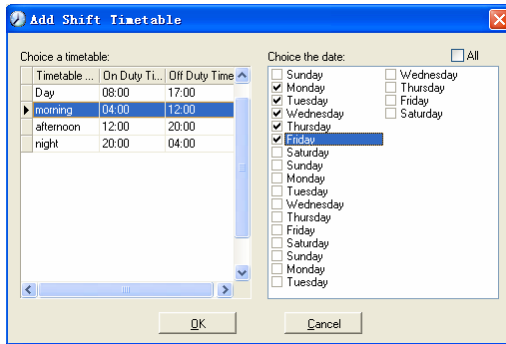 Add Shift Timetable
Choice a timetable:
Timetable ... On Duty Ti... Off Duty Time
Day 08:00 17:00
morning 04:00 12:00
afternoon 12:00 20:00
night 20:00 04:00
Choice the date:
All
Sunday
Monday
Tuesday
Wednesday
Thursday
Friday
Saturday
Sunday
Monday
Tuesday
Wednesday
Thursday
Friday
Saturday
Sunday
Monday
Tuesday
Wednesday
Thursday
Friday
Saturday
OK
Cancel